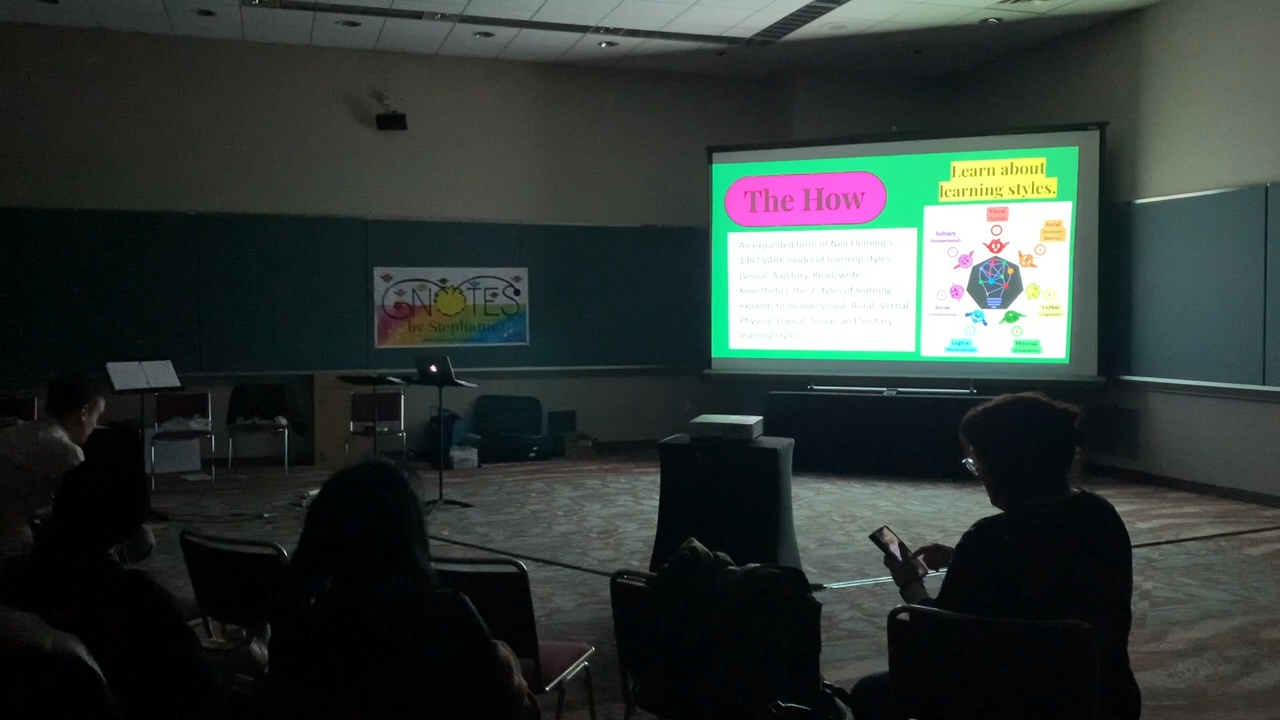 GNOTES
by Stephanie
The How
An expanded form of Neil Fleming's
1987 VARK model of learning styles
(Visual, Auditory, Read/write,
Kinesthetic), the 7 styles of learning
expands to include Visual, Aural, Verbal,
Physical, Logical, Social, and Solitary
learning styles.
Learn about
learning styles.
Visual
Solitary
Aural
Social
Verbal
Logical
Physical